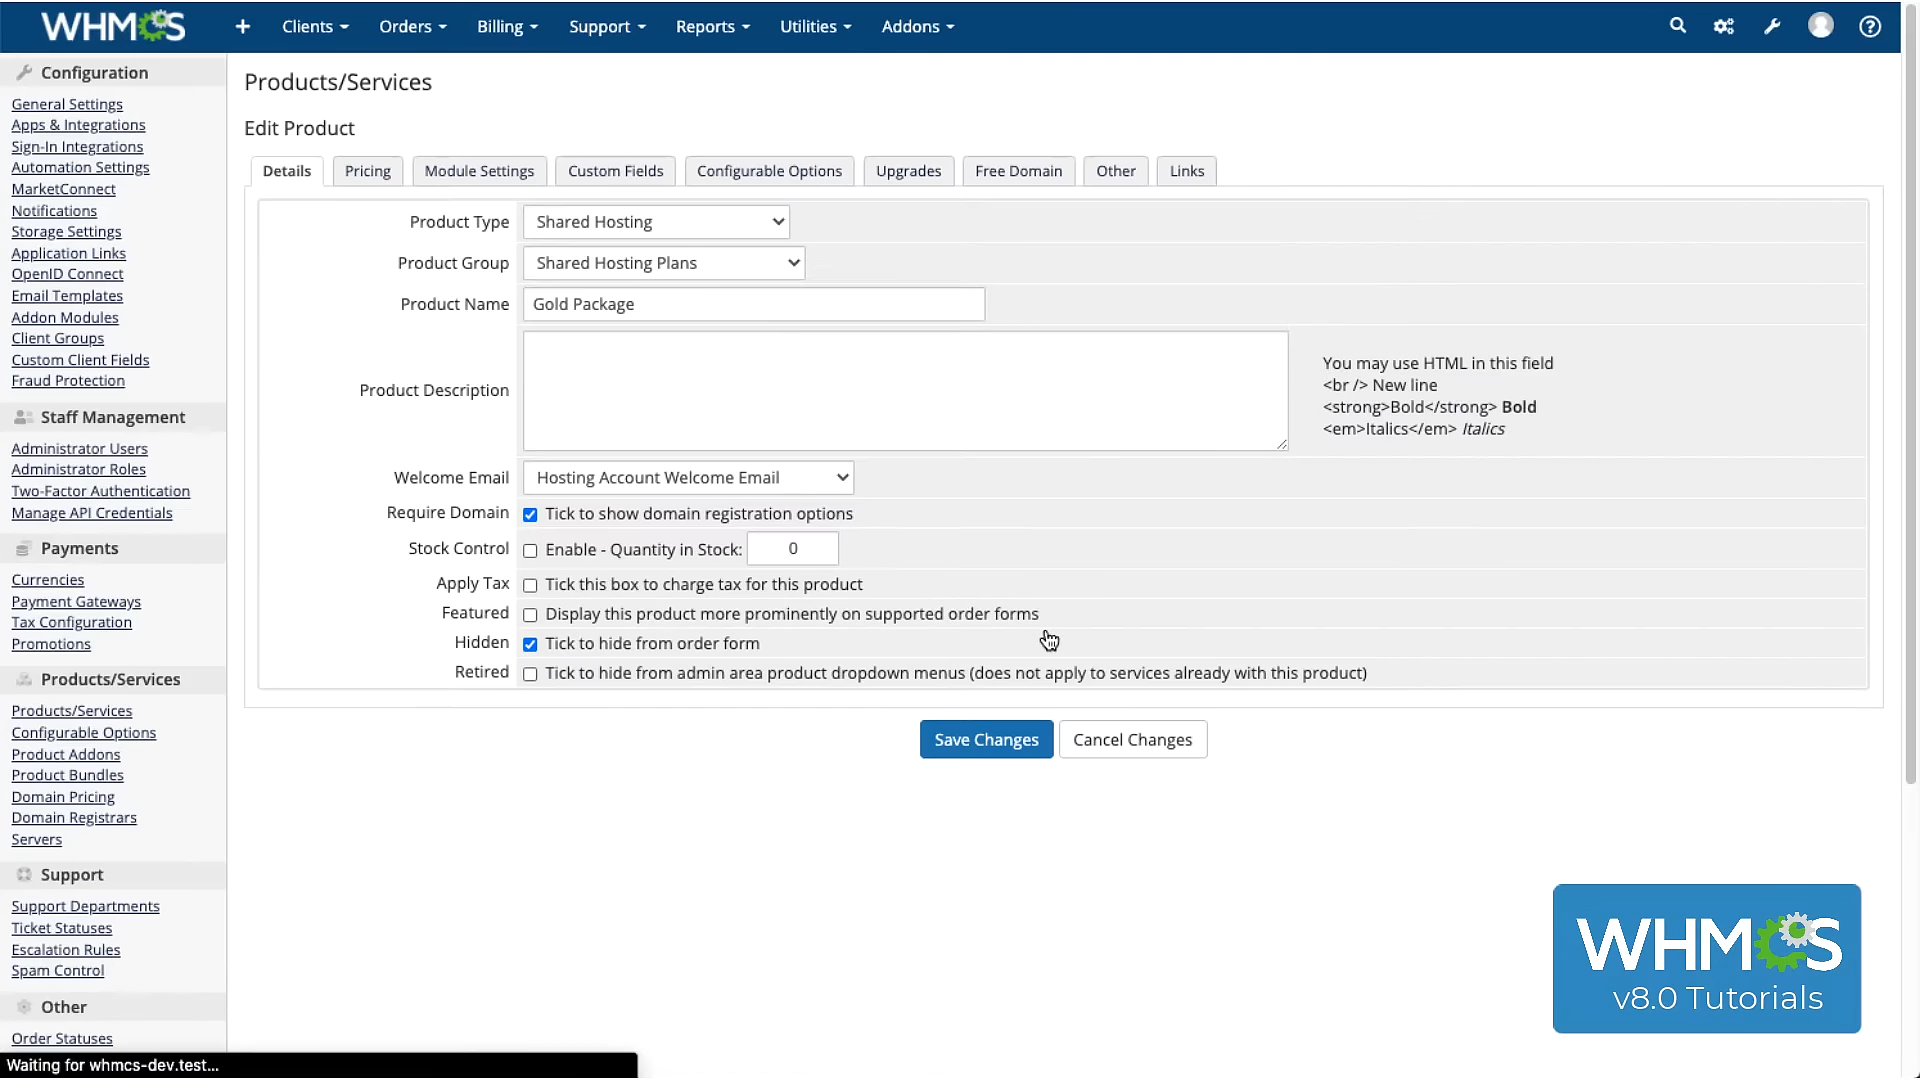 WHMCS
+ Clients Orders Billing Support Reports Utilities Addons
Configuration
General Settings
Apps & Integrations
Sign-In Integrations
Automation Settings
MarketConnect
Notifications
Storage Settings
Application Links
OpenID Connect
Email Templates
Addon Modules
Client Groups
Custom Client Fields
Fraud Protection
Staff Management
Administrator Users
Administrator Roles
Two-Factor Authentication
Manage API Credentials
Payments
Currencies
Payment Gateways
Tax Configuration
Promotions
Products/Services
Products/Services
Configurable Options
Product Addons
Product Bundles
Domain Pricing
Domain Registrars
Servers
Support
Support Departments
Ticket Statuses
Escalation Rules
Spam Control
Other
Order Statuses
Products/Services
Edit Product
Details Pricing Module Settings Custom Fields Configurable Options Upgrades Free Domain Other Links
Product Type Shared Hosting
Product Group Shared Hosting Plans
Product Name Gold Package
Product Description
You may use HTML in this field
<br /> New line
<strong>Bold</strong> Bold
<em>Italics</em> Italics
Welcome Email Hosting Account Welcome Email
Require Domain Tick to show domain registration options
Stock Control Enable - Quantity in Stock: 0
Apply Tax Tick this box to charge tax for this product
Featured Display this product more prominently on supported order forms
Hidden Tick to hide from order form
Retired Tick to hide from admin area product dropdown menus (does not apply to services already with this product)
Save Changes Cancel Changes
WHMCS
v8.0 Tutorials
Waiting for whmcs-dev.test...